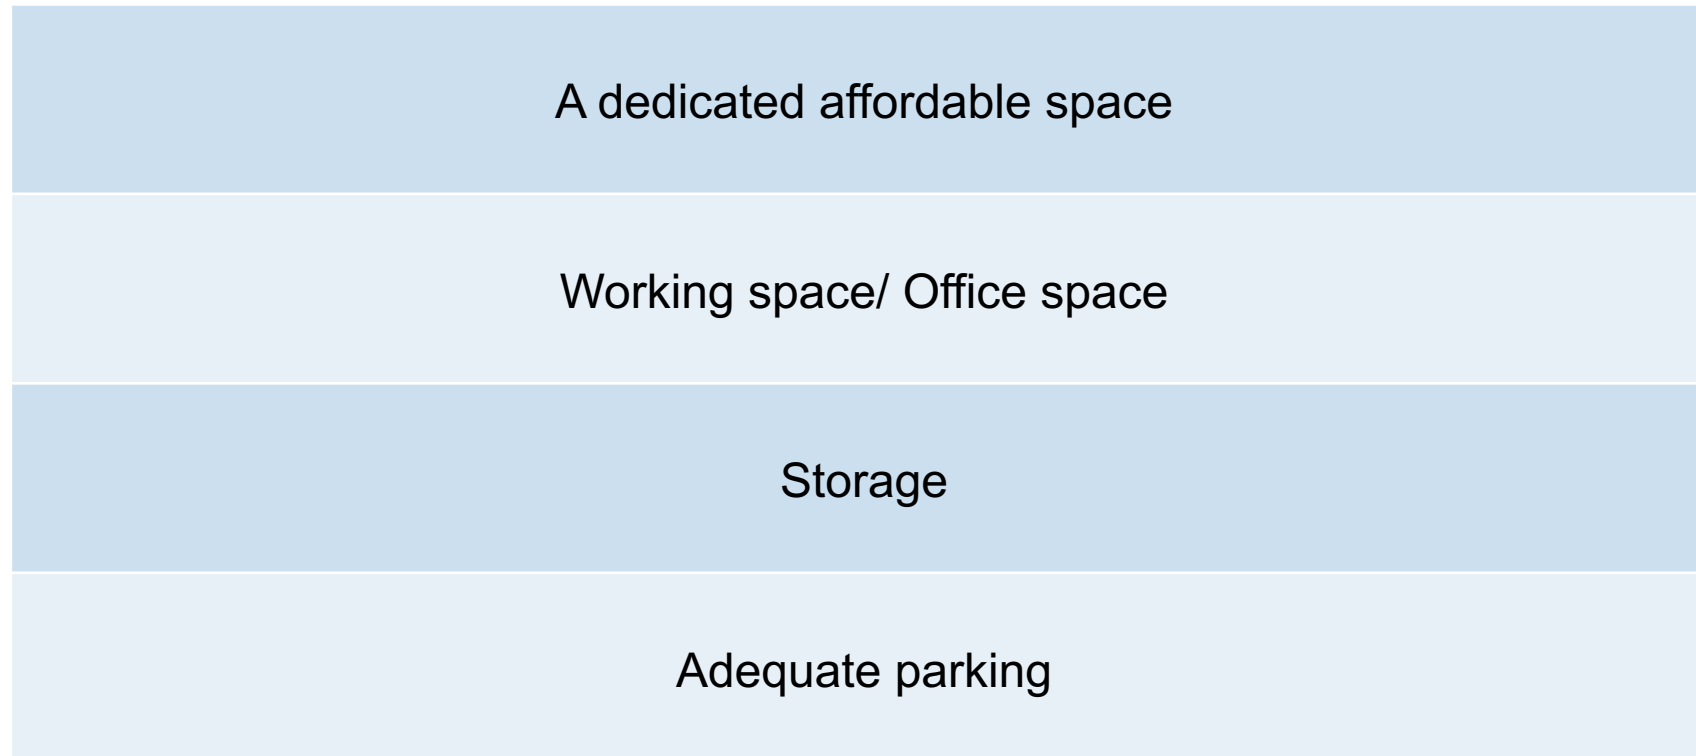 A dedicated affordable space
Working space/ Office space
Storage
Adequate parking